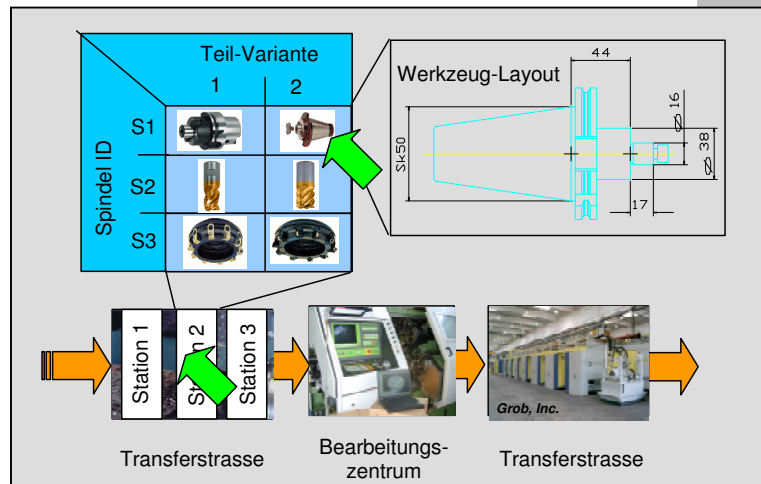 Teil-Variante
1 2
Spindel ID
S1
S2
S3
Werkzeug-Layout
44
Ø 16
Ø 38
Sk50
17
Station 1
Station 2
Station 3
Grob, Inc.
Transferstrasse
Bearbeitungs-
zentrum
Transferstrasse